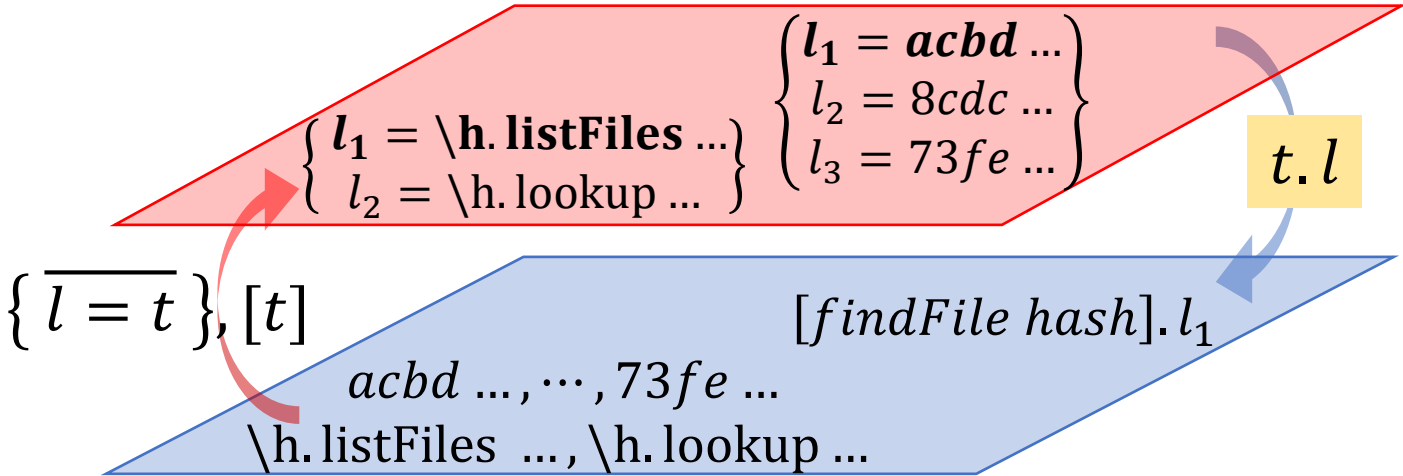 { l₁ = \h. listFiles …
l₂ = \h. lookup … }
{ l₁ = acbd …
l₂ = 8cdc …
l₃ = 73fe … }
t. l
{ l = t }, [t]
[findFile hash]. l₁
acbd … , ⋯ , 73fe …
\h. listFiles … , \h. lookup …